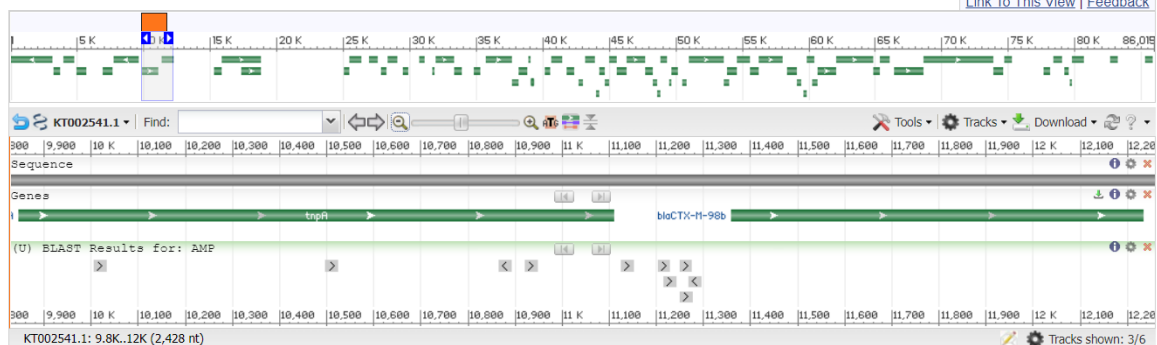 Link To This View | Feedback
5 K 10 K 15 K 20 K 25 K 30 K 35 K 40 K 45 K 50 K 55 K 60 K 65 K 70 K 75 K 80 K 86,015
KT002541.1 Find: Tools Tracks Download ?
800 9,900 10 K 10,100 10,200 10,300 10,400 10,500 10,600 10,700 10,800 10,900 11 K 11,100 11,200 11,300 11,400 11,500 11,600 11,700 11,800 11,900 12 K 12,100 12,20
Sequence
Genes
tnpA blaCTX-M-98b
(U) BLAST Results for: AMP
800 9,900 10 K 10,100 10,200 10,300 10,400 10,500 10,600 10,700 10,800 10,900 11 K 11,100 11,200 11,300 11,400 11,500 11,600 11,700 11,800 11,900 12 K 12,100 12,20
KT002541.1: 9.8K..12K (2,428 nt) Tracks shown: 3/6